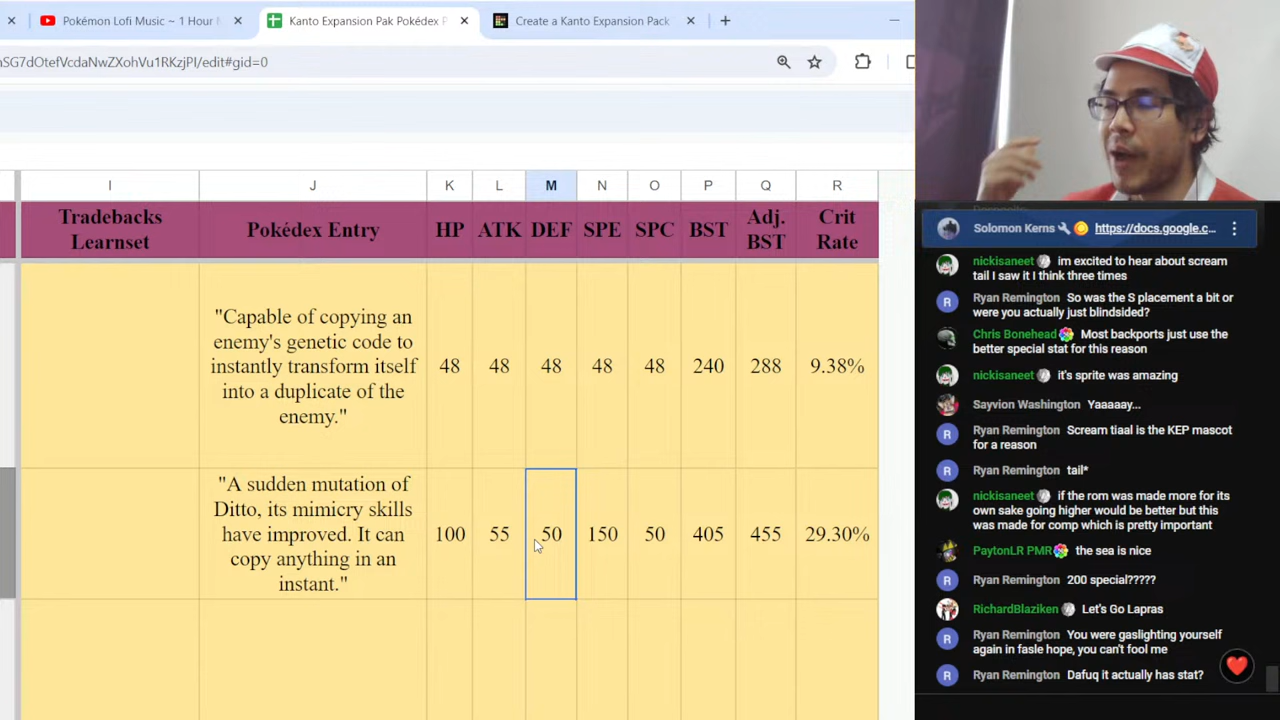 Pokémon Lofi Music ~ 1 Hour
Kanto Expansion Pak Pokédex F
Create a Kanto Expansion Pack
aSG7dOtefVcdaNwZXohVu1RKzjPI/edit#gid=0
I J K L M N O P Q R
Tradebacks
Learnset
Pokédex Entry
HP ATK DEF SPE SPC BST
Adj.
BST
Crit
Rate
"Capable of copying an
enemy's genetic code to
instantly transform itself
into a duplicate of the
enemy."
48 48 48 48 48 240 288 9.38%
"A sudden mutation of
Ditto, its mimicry skills
have improved. It can
copy anything in an
instant."
100 55 50 150 50 405 455 29.30%
Solomon Kerns https://docs.google.c...
nickisaneet im excited to hear about scream
tail I saw it I think three times
Ryan Remington So was the S placement a bit or
were you actually just blindsided?
Chris Bonehead Most backports just use the
better special stat for this reason
nickisaneet it's sprite was amazing
Sayvion Washington Yaaaaay...
Ryan Remington Scream tiaal is the KEP mascot
for a reason
Ryan Remington tail*
nickisaneet if the rom was made more for its
own sake going higher would be better but this
was made for comp which is pretty important
PaytonLR PMR the sea is nice
Ryan Remington 200 special?????
RichardBlaziken Let's Go Lapras
Ryan Remington You were gaslighting yourself
again in fasle hope, you can't fool me
Ryan Remington Dafuq it actually has stat?